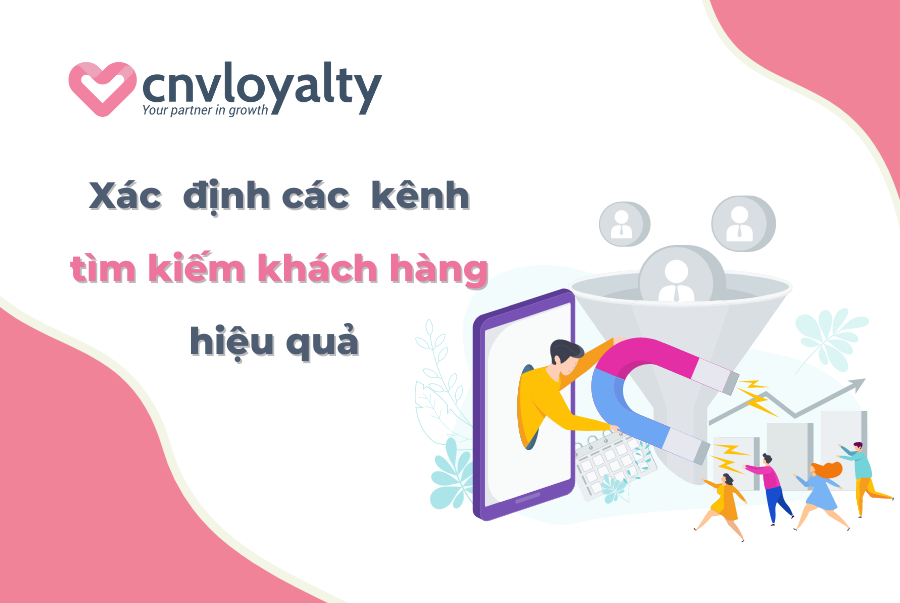 cnvloyalty
Your partner in growth
Xác định các kênh
tìm kiếm khách hàng
hiệu quả